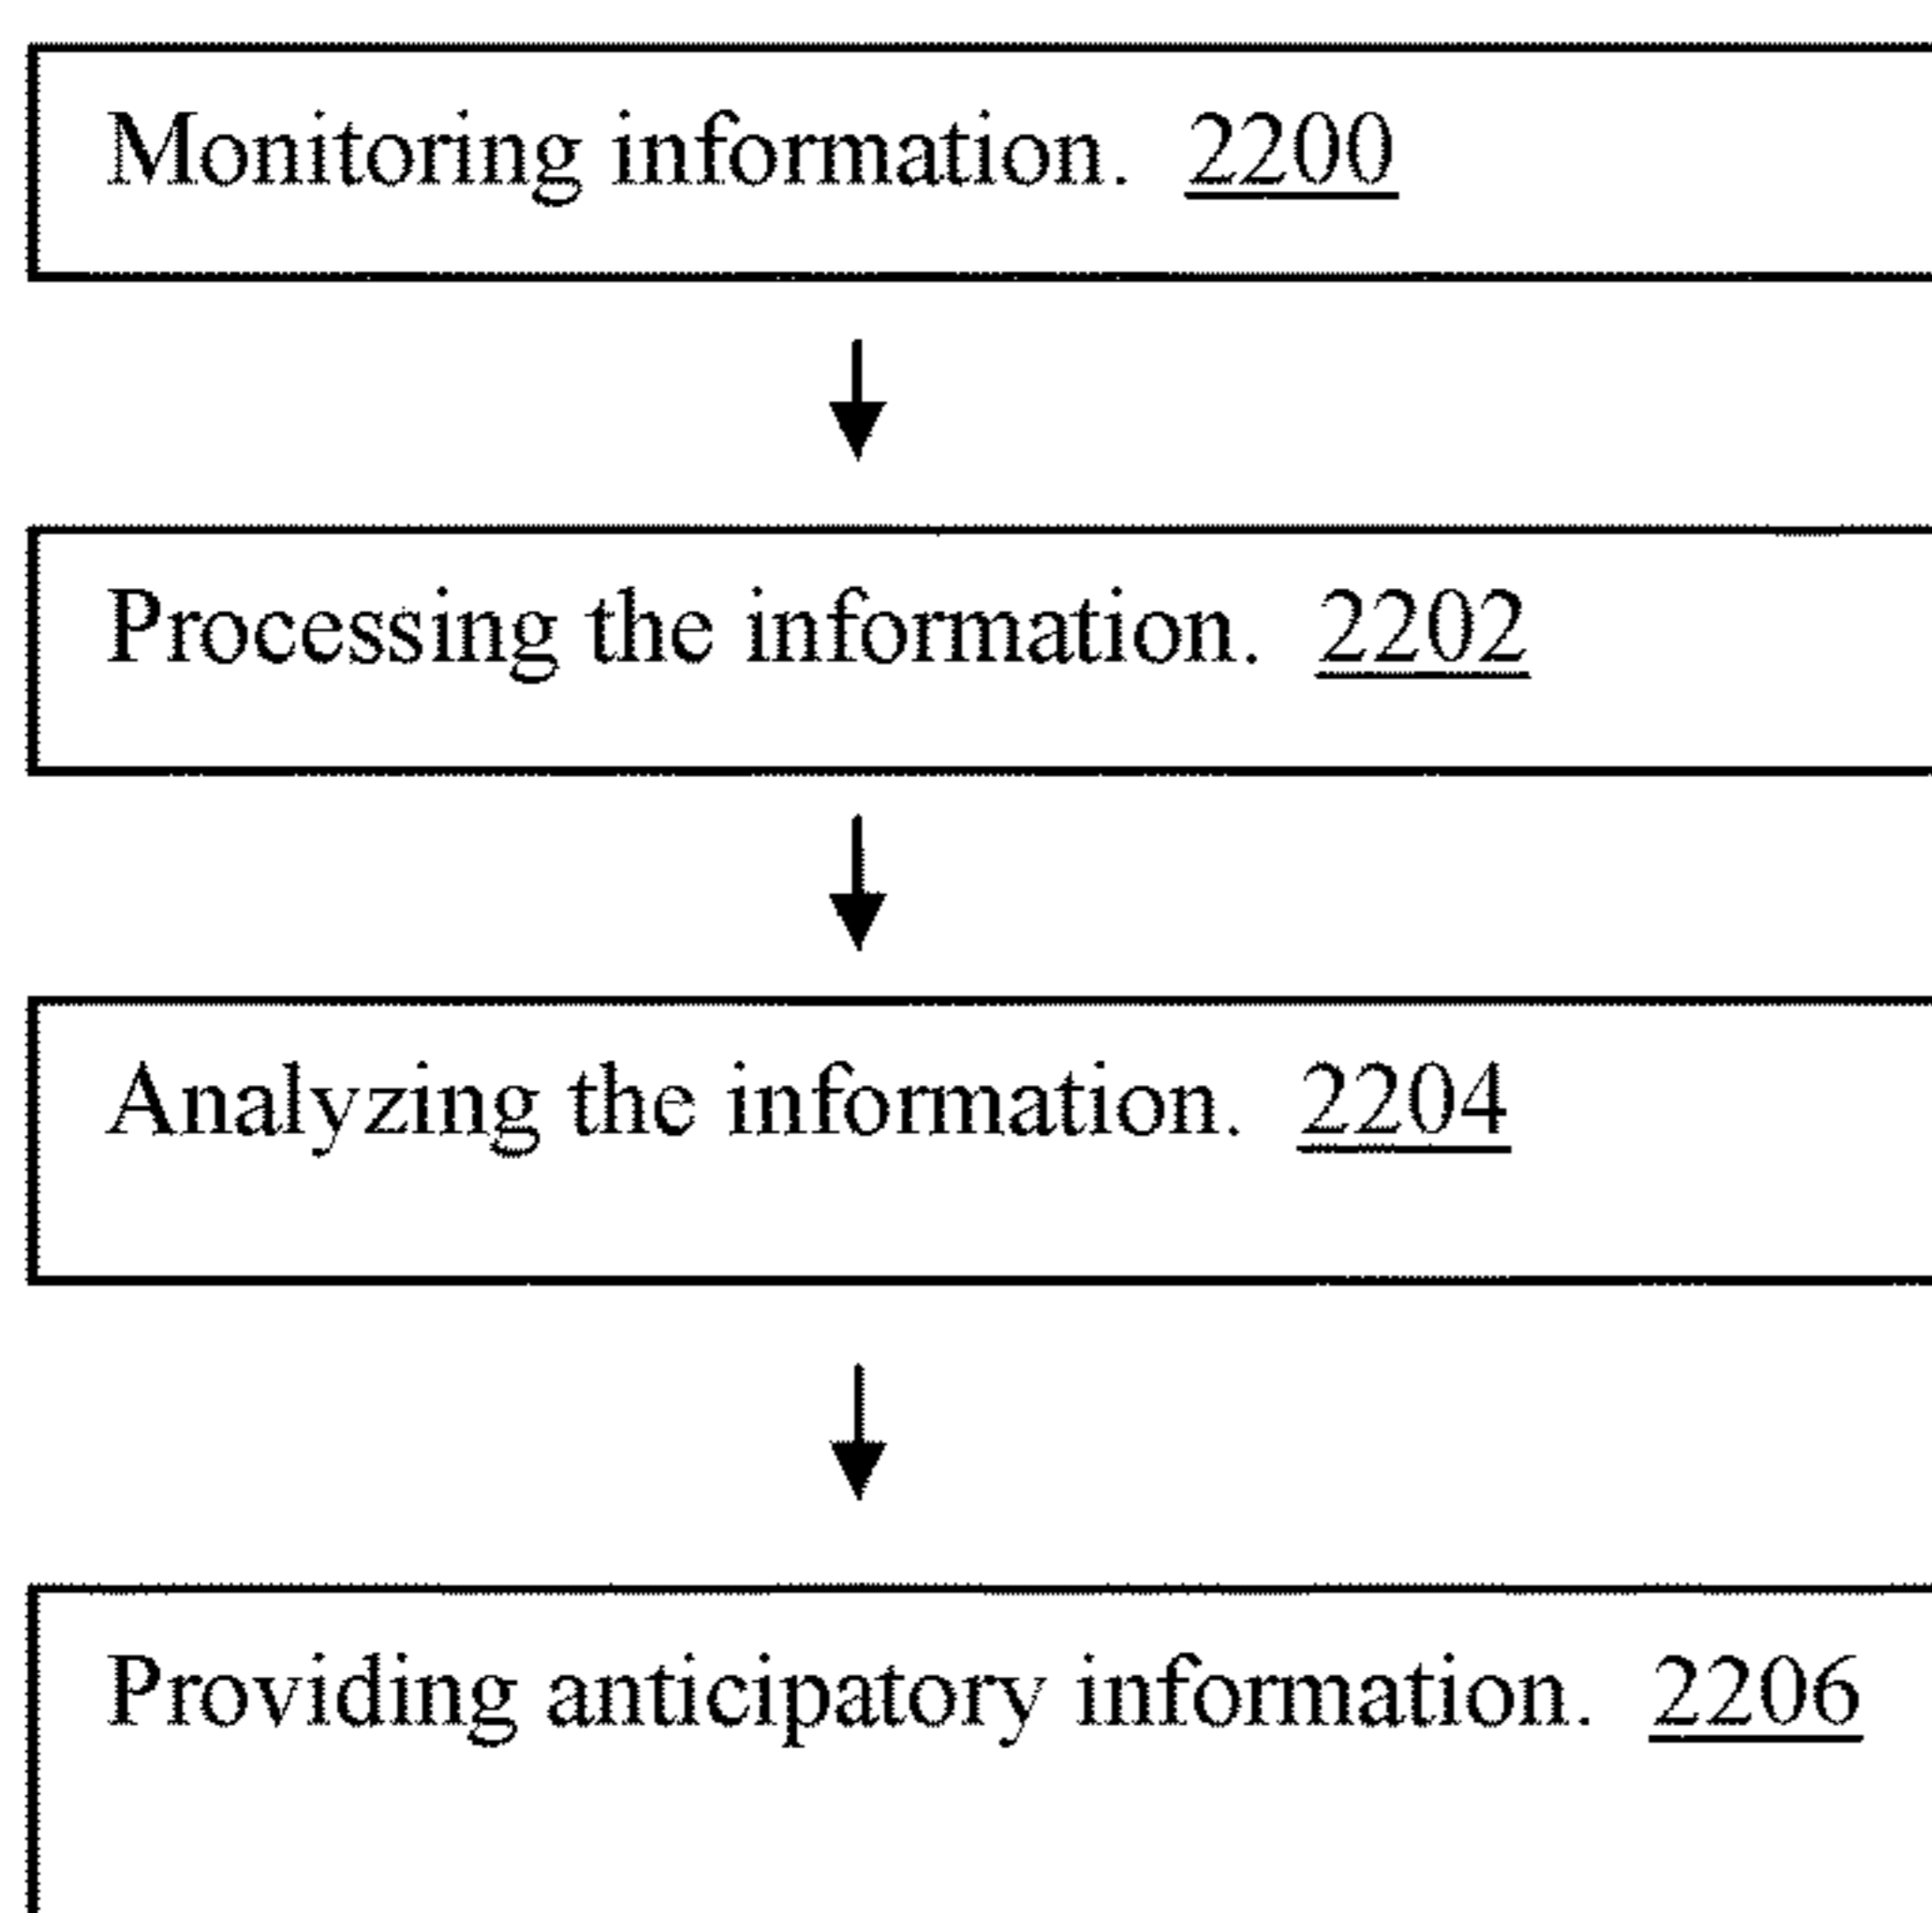 Monitoring information. 2200
Processing the information. 2202
Analyzing the information. 2204
Providing anticipatory information. 2206